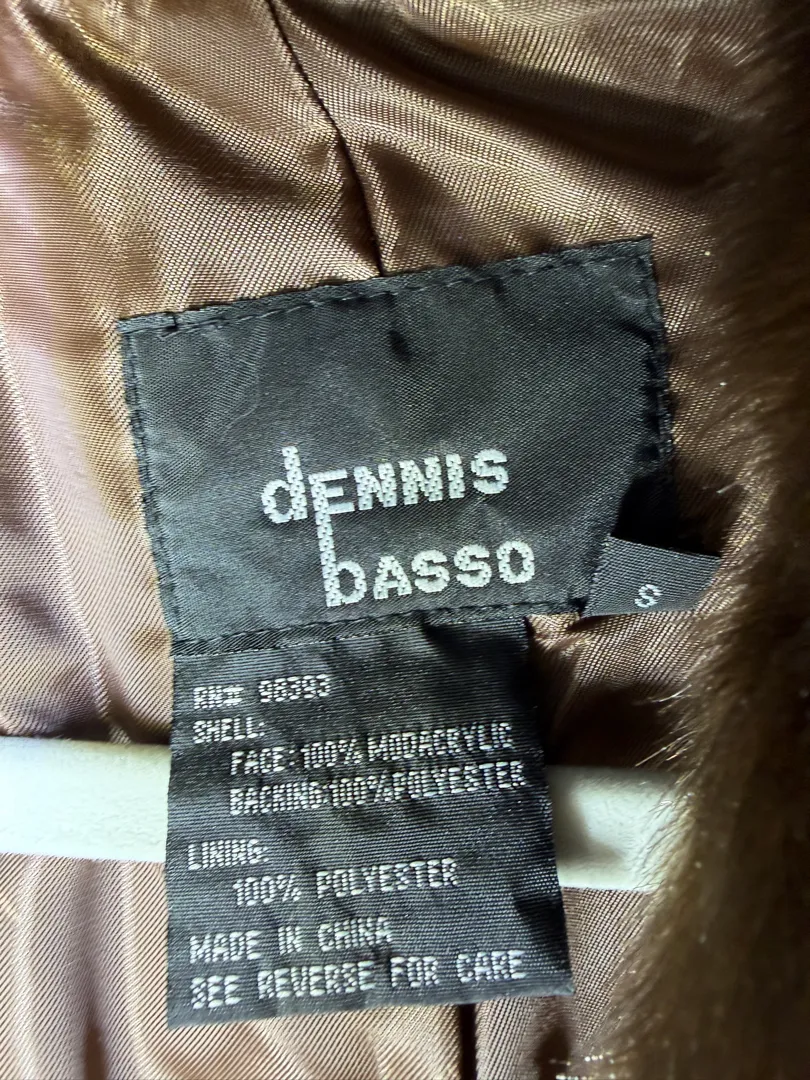 dENNIS
bASSO
S
RN# 96393
SHELL:
FACE:100% MODACRYLIC
BACKING:100%POLYESTER
LINING:
100% POLYESTER
MADE IN CHINA
SEE REVERSE FOR CARE